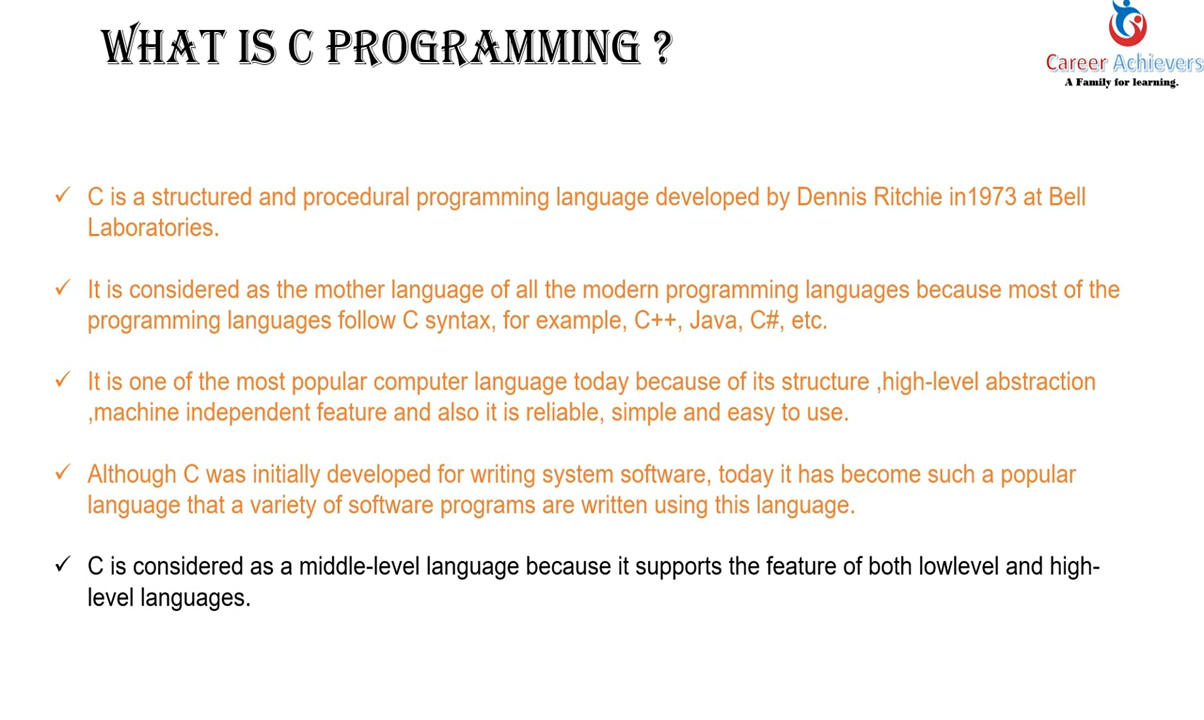 WHAT IS C PROGRAMMING ?
Career Achievers
A Family for learning.
✓ C is a structured and procedural programming language developed by Dennis Ritchie in1973 at Bell
Laboratories.
✓ It is considered as the mother language of all the modern programming languages because most of the
programming languages follow C syntax, for example, C++, Java, C#, etc.
✓ It is one of the most popular computer language today because of its structure ,high-level abstraction
,machine independent feature and also it is reliable, simple and easy to use.
✓ Although C was initially developed for writing system software, today it has become such a popular
language that a variety of software programs are written using this language.
✓ C is considered as a middle-level language because it supports the feature of both lowlevel and high-
level languages.